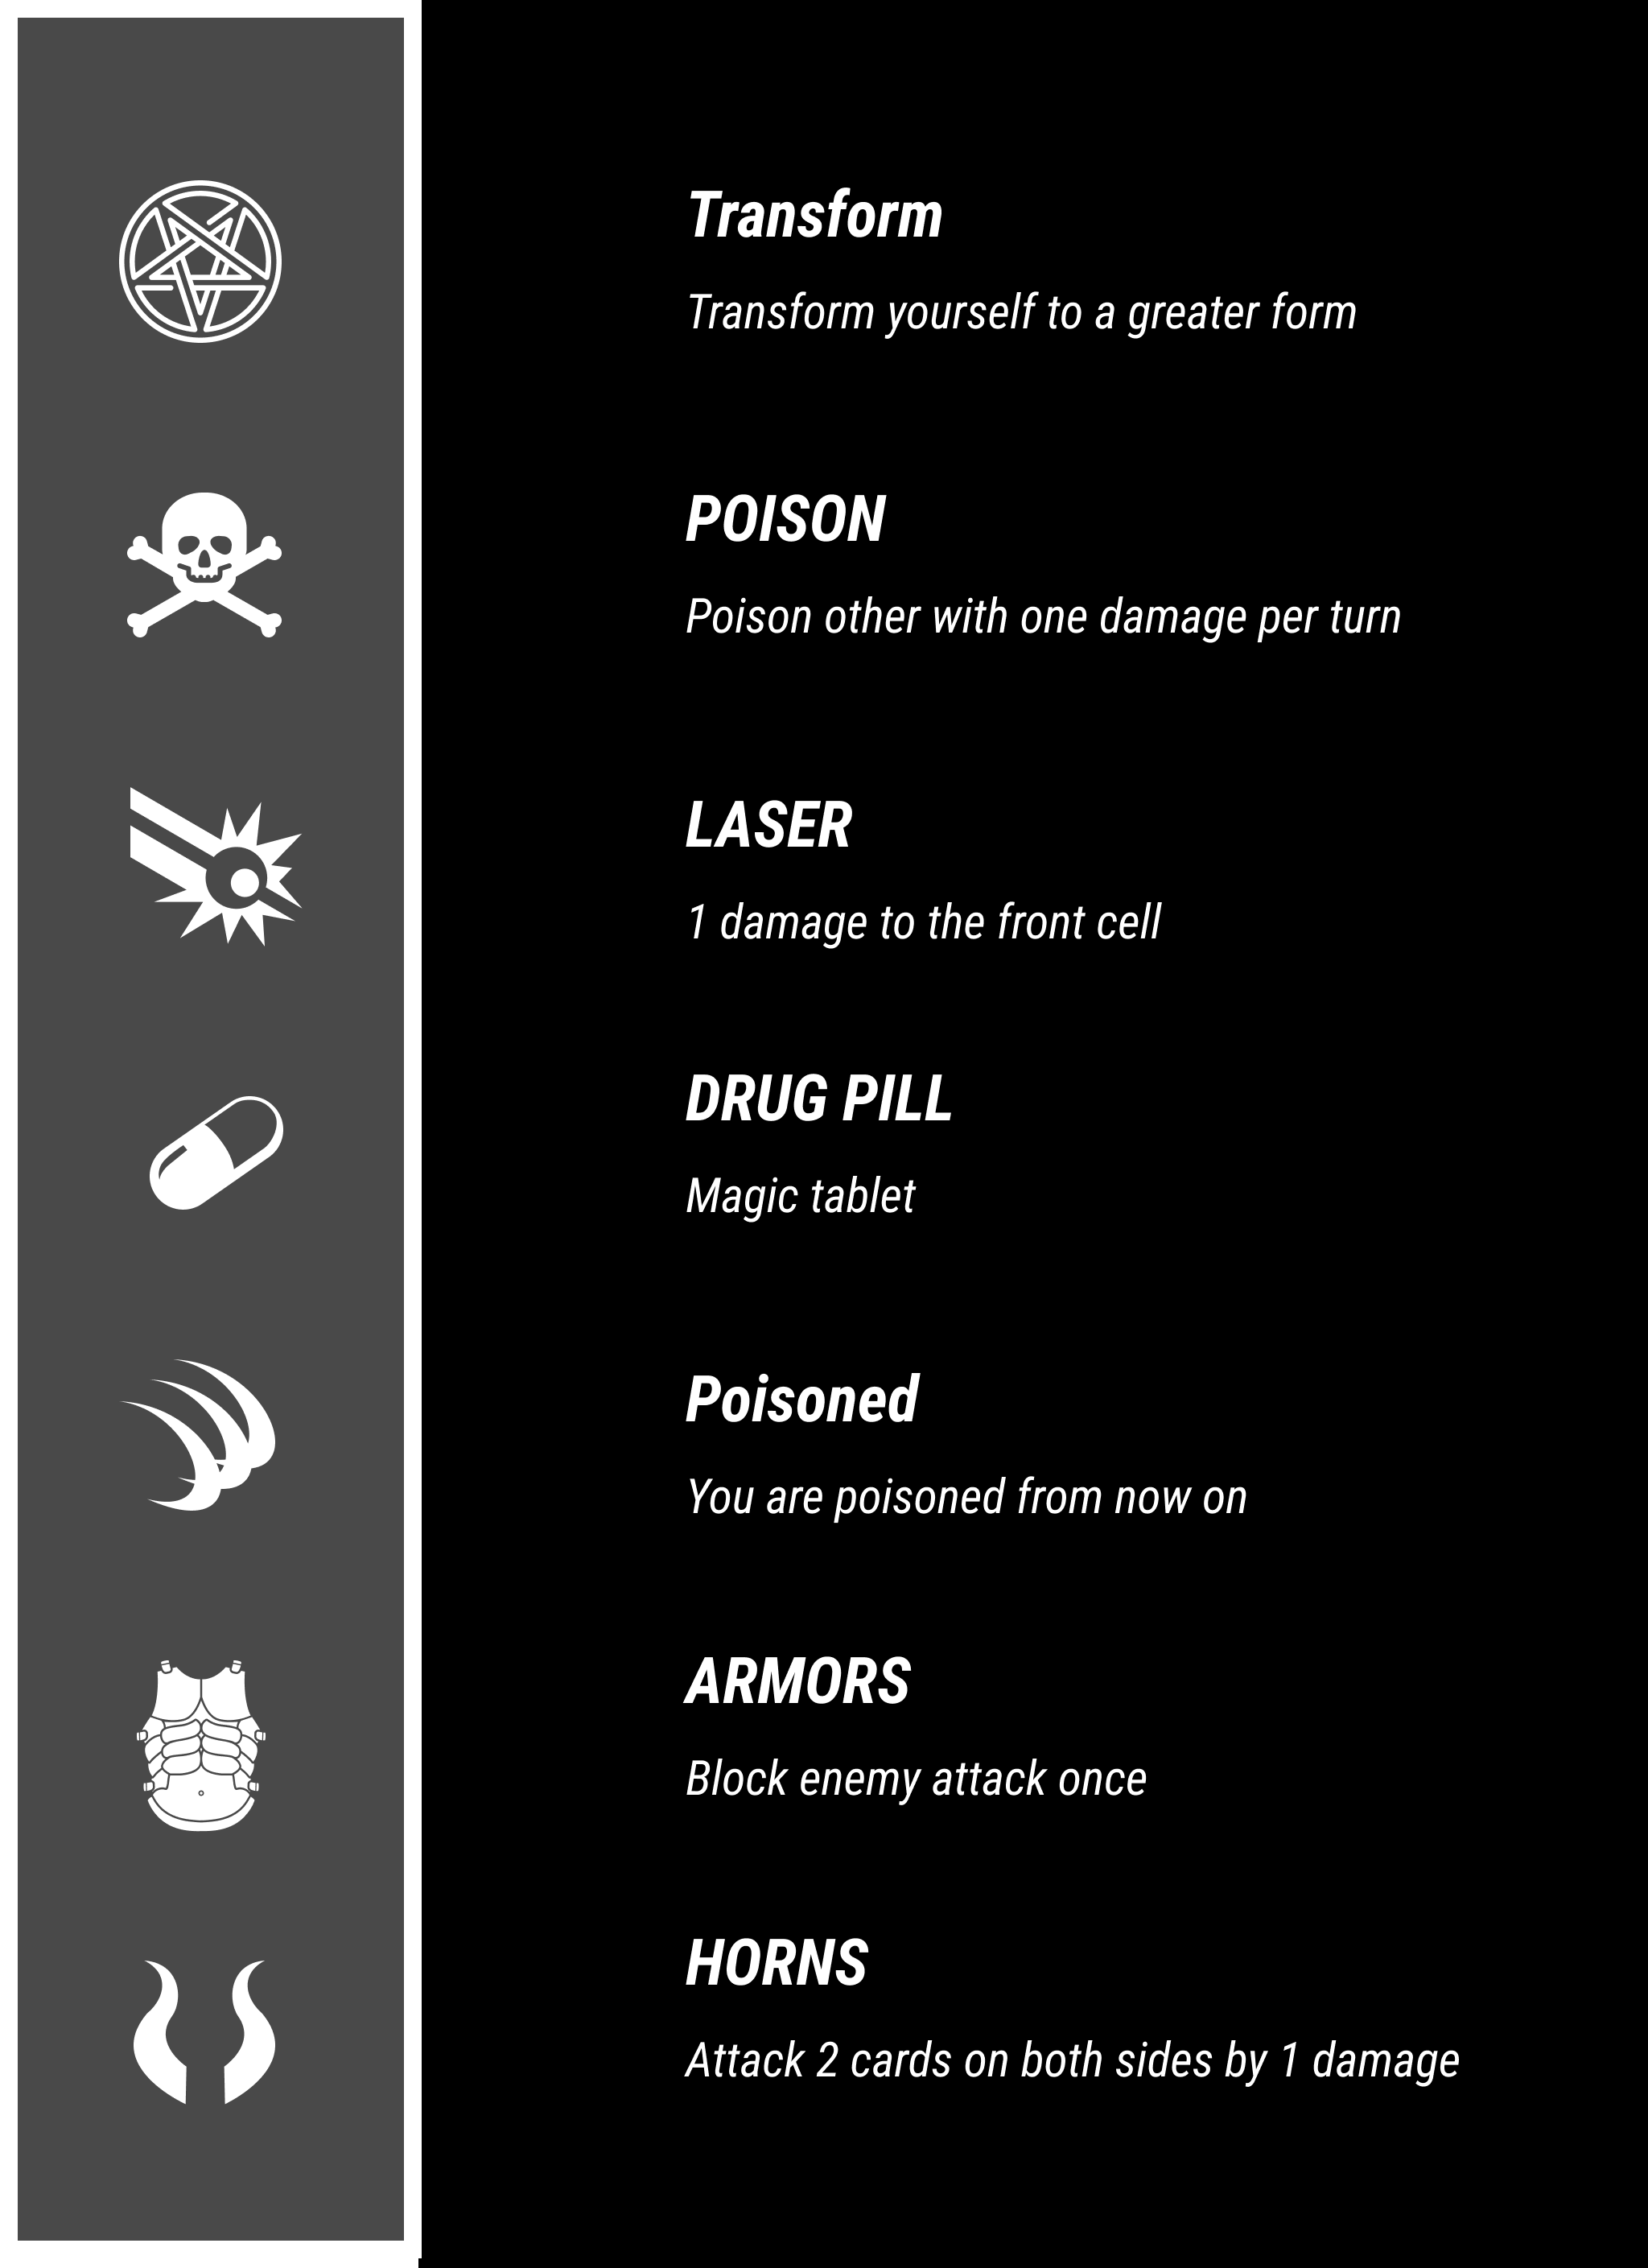 Transform
Transform yourself to a greater form
POISON
Poison other with one damage per turn
LASER
1 damage to the front cell
DRUG PILL
Magic tablet
Poisoned
You are poisoned from now on
ARMORS
Block enemy attack once
HORNS
Attack 2 cards on both sides by 1 damage